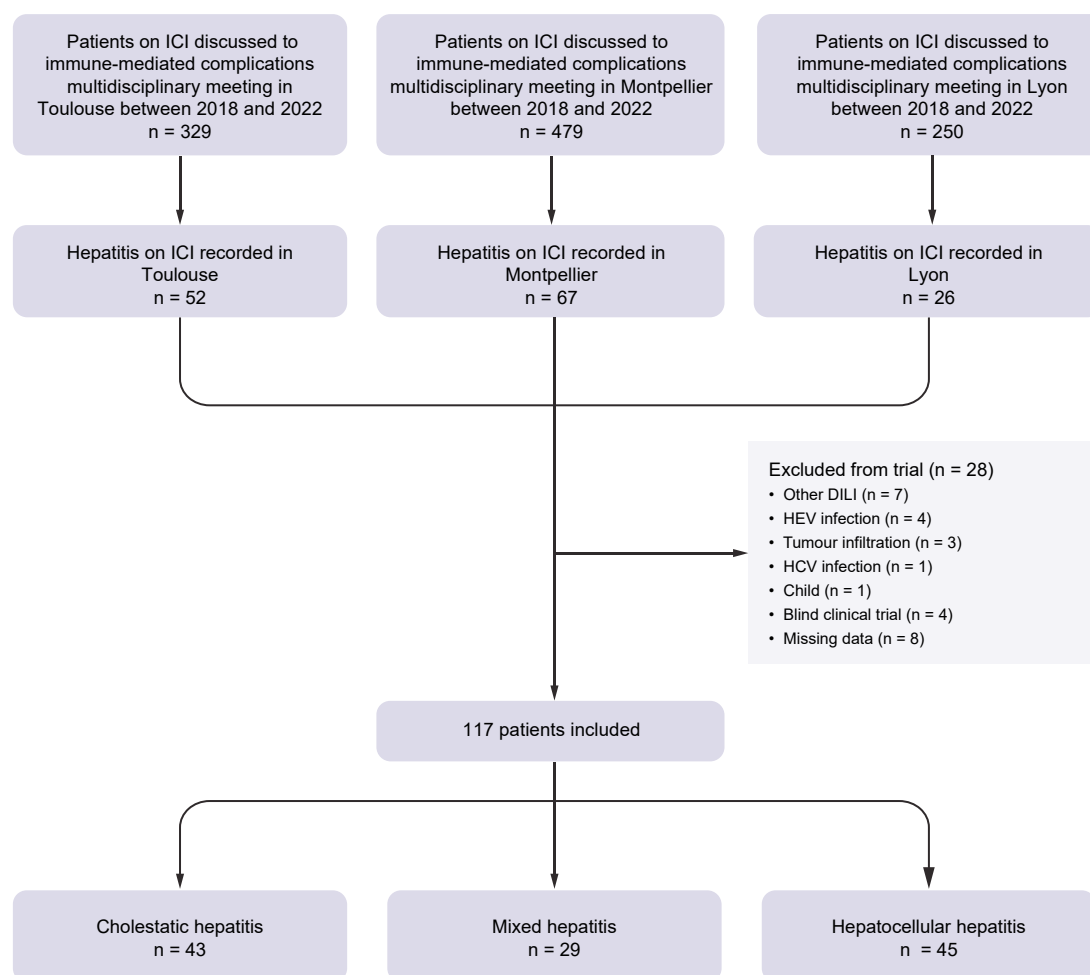 Patients on ICI discussed to
immune-mediated complications
multidisciplinary meeting in
Toulouse between 2018 and 2022
n = 329
Patients on ICI discussed to
immune-mediated complications
multidisciplinary meeting in Montpellier
between 2018 and 2022
n = 479
Patients on ICI discussed to
immune-mediated complications
multidisciplinary meeting in Lyon
between 2018 and 2022
n = 250
Hepatitis on ICI recorded in
Toulouse
n = 52
Hepatitis on ICI recorded in
Montpellier
n = 67
Hepatitis on ICI recorded in
Lyon
n = 26
Excluded from trial (n = 28)
• Other DILI (n = 7)
• HEV infection (n = 4)
• Tumour infiltration (n = 3)
• HCV infection (n = 1)
• Child (n = 1)
• Blind clinical trial (n = 4)
• Missing data (n = 8)
117 patients included
Cholestatic hepatitis
n = 43
Mixed hepatitis
n = 29
Hepatocellular hepatitis
n = 45